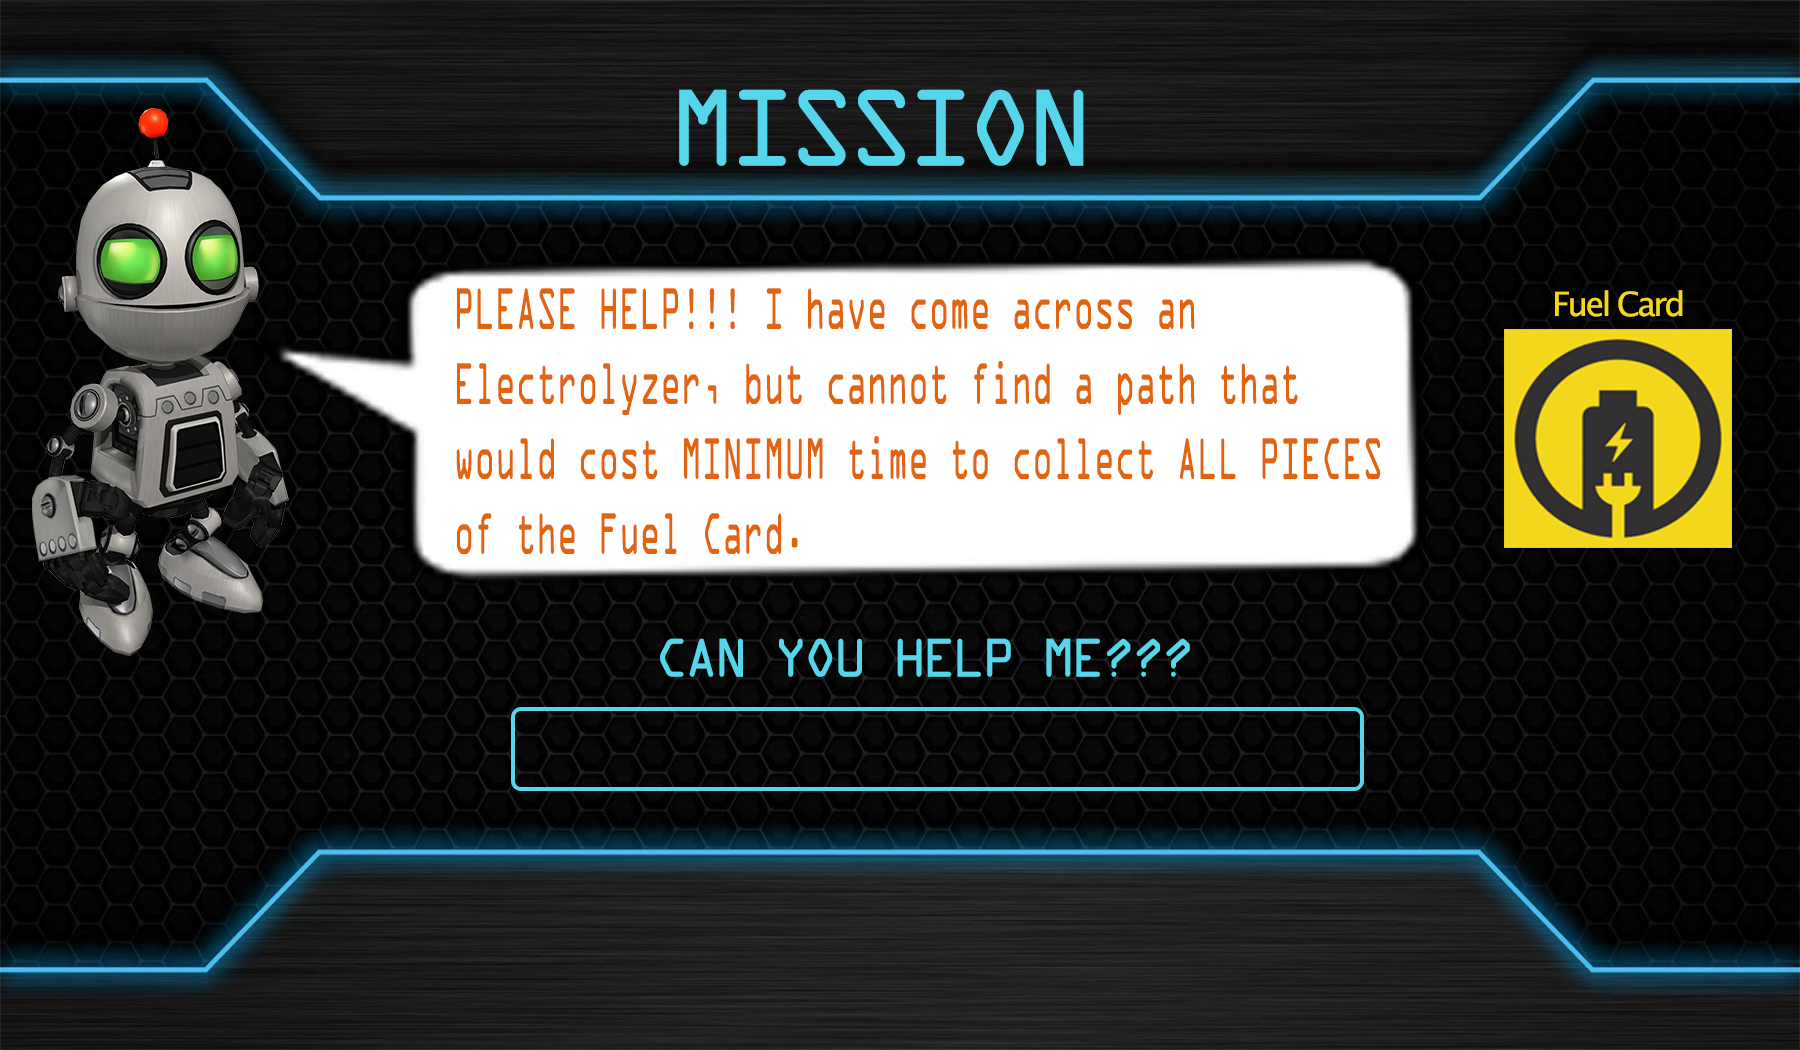 MISSION
PLEASE HELP!!! I have come across an
Electrolyzer, but cannot find a path that
would cost MINIMUM time to collect ALL PIECES
of the Fuel Card.
Fuel Card
CAN YOU HELP ME???